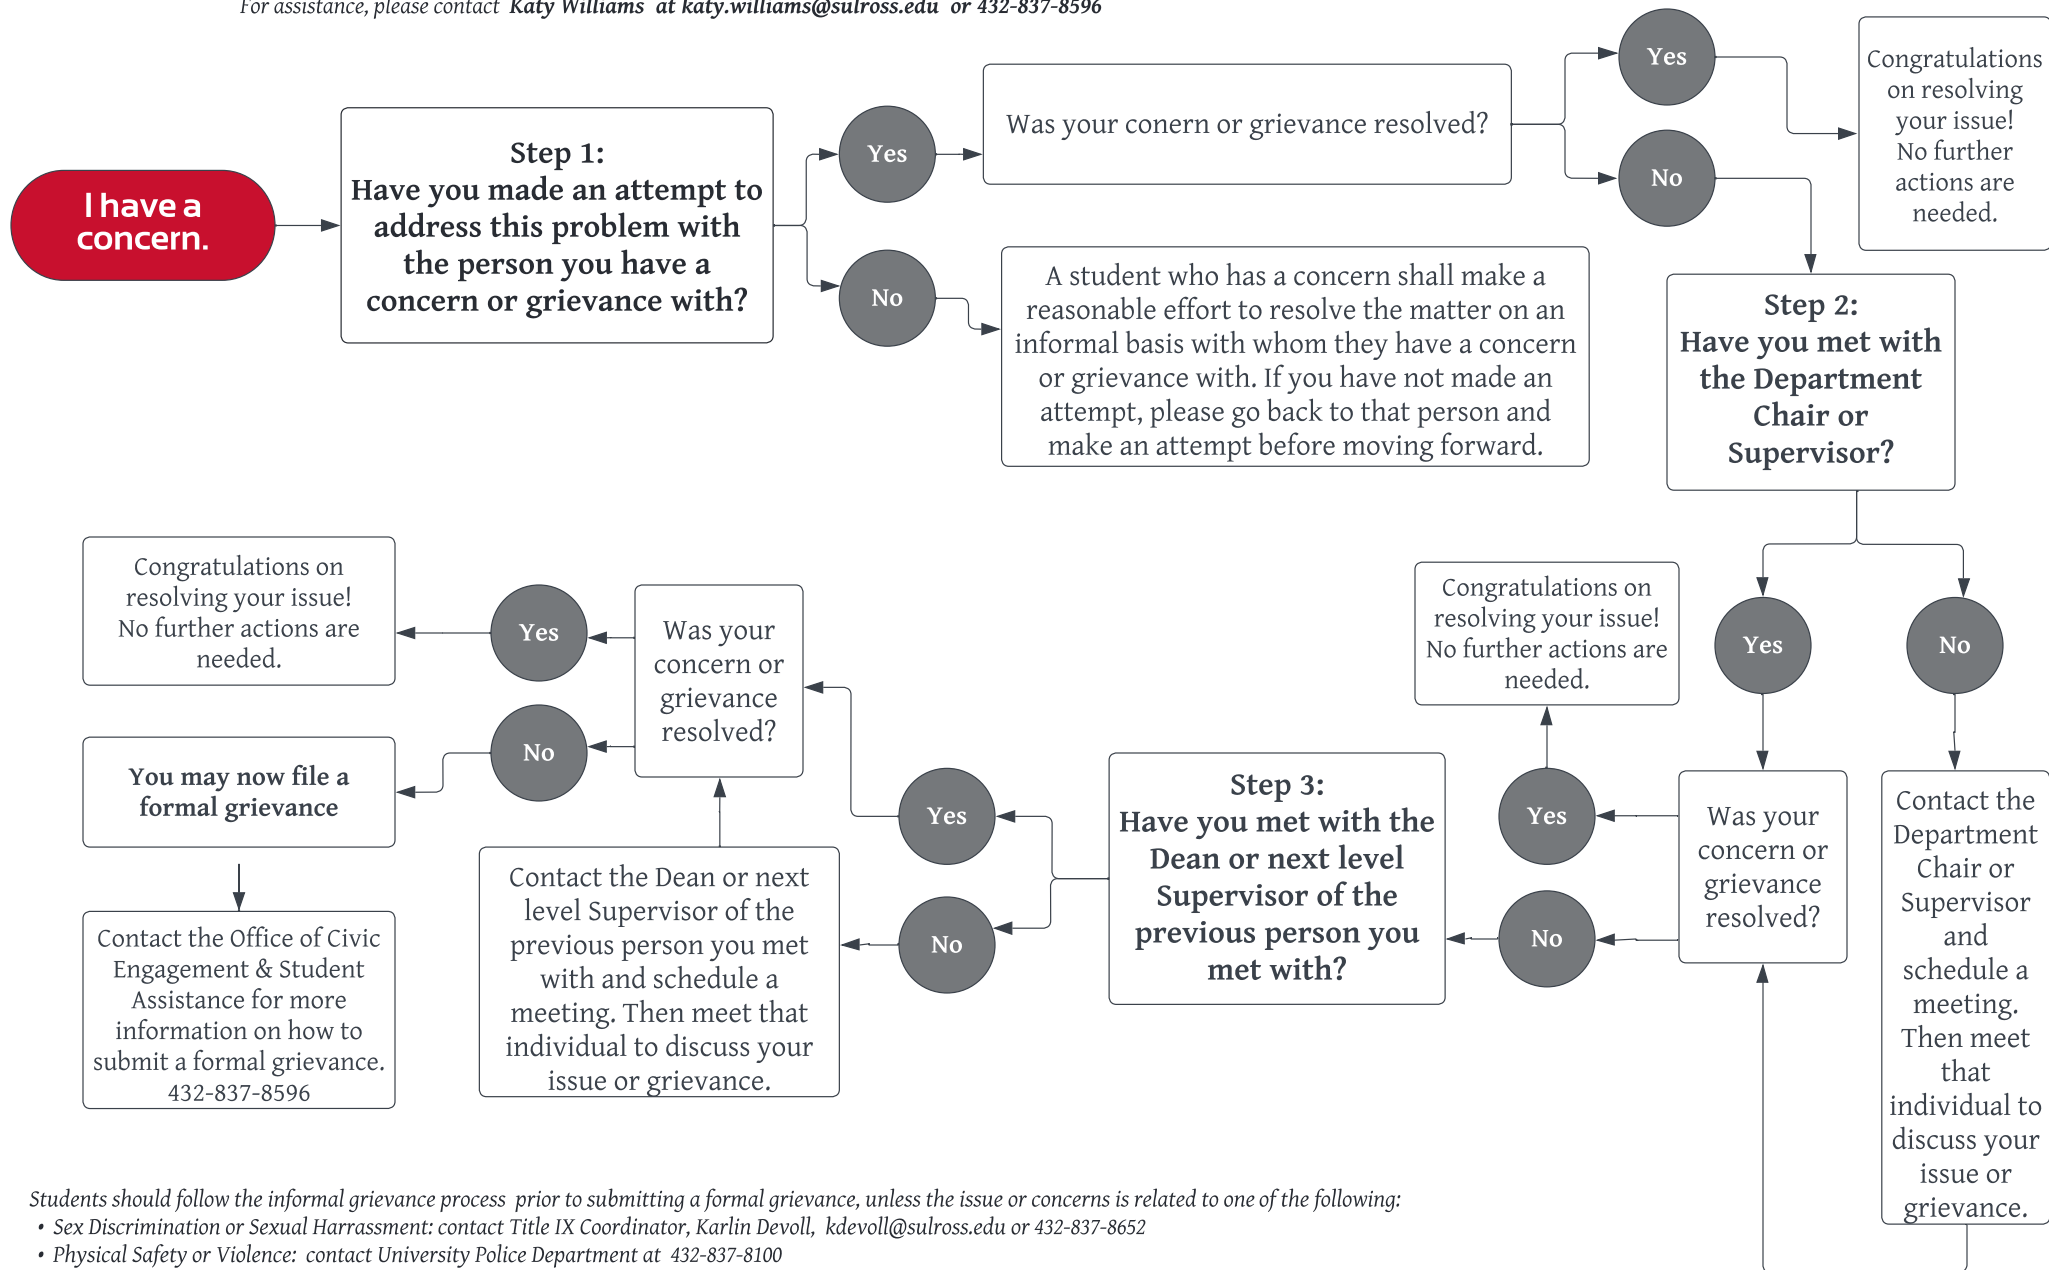 For assistance, please contact Katy Williams at katy.williams@sulross.edu or 432-837-8596
I have a
concern.
Step 1:
Have you made an attempt to
address this problem with
the person you have a
concern or grievance with?
Yes
No
Was your conern or grievance resolved?
Yes
No
Congratulations
on resolving
your issue!
No further
actions are
needed.
A student who has a concern shall make a
reasonable effort to resolve the matter on an
informal basis with whom they have a concern
or grievance with. If you have not made an
attempt, please go back to that person and
make an attempt before moving forward.
Step 2:
Have you met with
the Department
Chair or
Supervisor?
Yes
No
Contact the
Department
Chair or
Supervisor
and
schedule a
meeting.
Then meet
that
individual to
discuss your
issue or
grievance.
Was your
concern or
grievance
resolved?
Yes
No
Congratulations on
resolving your issue!
No further actions are
needed.
Step 3:
Have you met with the
Dean or next level
Supervisor of the
previous person you
met with?
Yes
No
Contact the Dean or next
level Supervisor of the
previous person you met
with and schedule a
meeting. Then meet that
individual to discuss your
issue or grievance.
Was your
concern or
grievance
resolved?
Yes
No
Congratulations on
resolving your issue!
No further actions are
needed.
You may now file a
formal grievance
Contact the Office of Civic
Engagement & Student
Assistance for more
information on how to
submit a formal grievance.
432-837-8596
Students should follow the informal grievance process prior to submitting a formal grievance, unless the issue or concerns is related to one of the following:
• Sex Discrimination or Sexual Harrassment: contact Title IX Coordinator, Karlin Devoll, kdevoll@sulross.edu or 432-837-8652
• Physical Safety or Violence: contact University Police Department at 432-837-8100